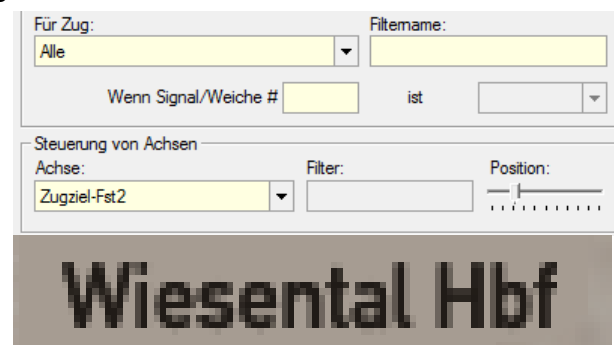 Für Zug: Filtername:
Alle
Wenn Signal/Weiche # ist
Steuerung von Achsen
Achse: Filter: Position:
Zugziel-Fst2
Wiesental Hbf